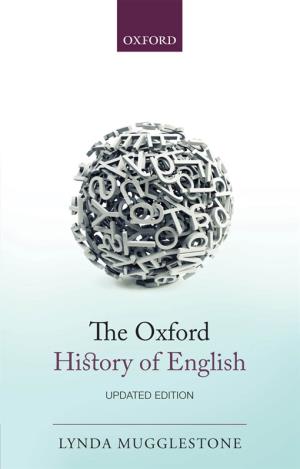 OXFORD
The Oxford
History of English
UPDATED EDITION
LYNDA MUGGLESTONE